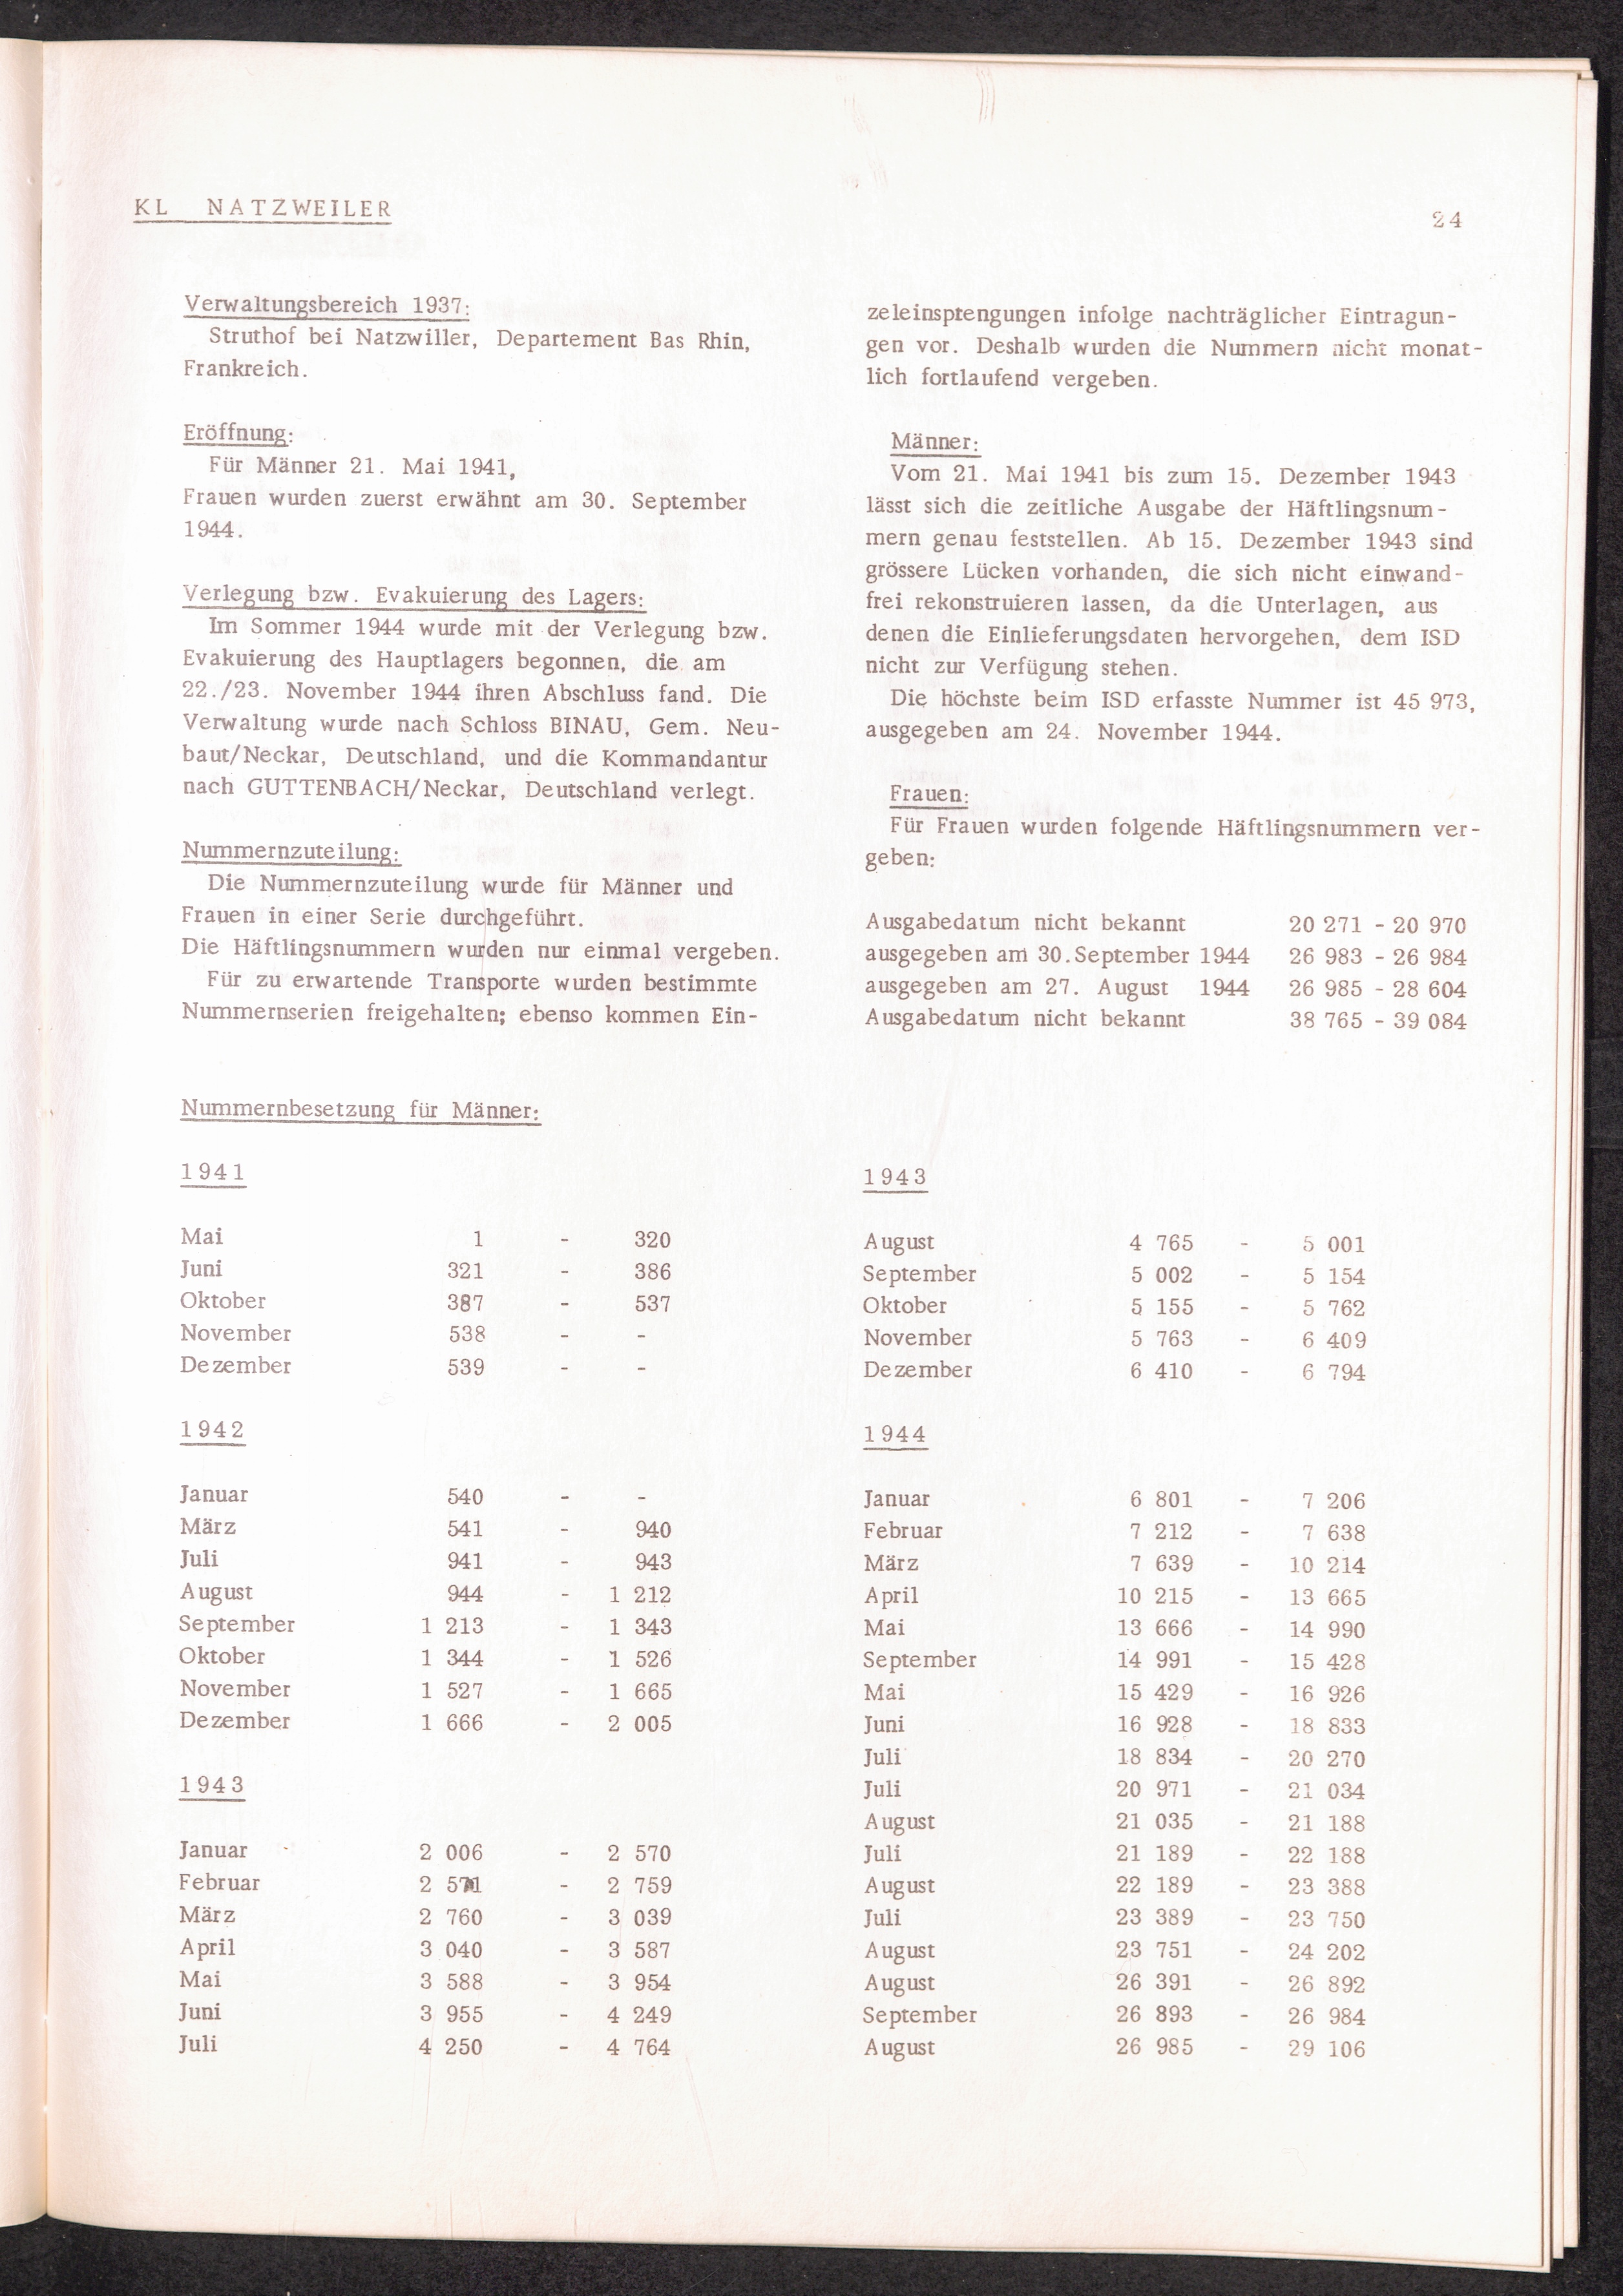 KL NATZWEILER
24
Verwaltungsbereich 1937:
Struthof bei Natzwiller, Departement Bas Rhin,
Frankreich.
Eröffnung:
Für Männer 21. Mai 1941,
Frauen wurden zuerst erwähnt am 30. September
1944.
Verlegung bzw. Evakuierung des Lagers:
Im Sommer 1944 wurde mit der Verlegung bzw.
Evakuierung des Hauptlagers begonnen, die am
22./23. November 1944 ihren Abschluss fand. Die
Verwaltung wurde nach Schloss BINAU, Gem. Neu-
baut/Neckar, Deutschland, und die Kommandantur
nach GUTTENBACH/Neckar, Deutschland verlegt.
Nummernzuteilung:
Die Nummernzuteilung wurde für Männer und
Frauen in einer Serie durchgeführt.
Die Häftlingsnummern wurden nur einmal vergeben.
Für zu erwartende Transporte wurden bestimmte
Nummernserien freigehalten; ebenso kommen Ein-
zeleinsptengungen infolge nachträglicher Eintragun-
gen vor. Deshalb wurden die Nummern nicht monat-
lich fortlaufend vergeben.
Männer:
Vom 21. Mai 1941 bis zum 15. Dezember 1943
lässt sich die zeitliche Ausgabe der Häftlingsnum-
mern genau feststellen. Ab 15. Dezember 1943 sind
grössere Lücken vorhanden, die sich nicht einwand-
frei rekonstruieren lassen, da die Unterlagen, aus
denen die Einlieferungsdaten hervorgehen, dem ISD
nicht zur Verfügung stehen.
Die höchste beim ISD erfasste Nummer ist 45 973,
ausgegeben am 24. November 1944.
Frauen:
Für Frauen wurden folgende Häftlingsnummern ver-
geben:
Ausgabedatum nicht bekannt 20 271 - 20 970
ausgegeben am 30. September 1944 26 983 - 26 984
ausgegeben am 27. August 1944 26 985 - 28 604
Ausgabedatum nicht bekannt 38 765 - 39 084
Nummernbesetzung für Männer:
1941
Mai 1 - 320
Juni 321 - 386
Oktober 387 - 537
November 538 - -
Dezember 539 - -
1942
Januar 540 - -
März 541 - 940
Juli 941 - 943
August 944 - 1 212
September 1 213 - 1 343
Oktober 1 344 - 1 526
November 1 527 - 1 665
Dezember 1 666 - 2 005
1943
Januar 2 006 - 2 570
Februar 2 571 - 2 759
März 2 760 - 3 039
April 3 040 - 3 587
Mai 3 588 - 3 954
Juni 3 955 - 4 249
Juli 4 250 - 4 764
1943
August 4 765 - 5 001
September 5 002 - 5 154
Oktober 5 155 - 5 762
November 5 763 - 6 409
Dezember 6 410 - 6 794
1944
Januar 6 801 - 7 206
Februar 7 212 - 7 638
März 7 639 - 10 214
April 10 215 - 13 665
Mai 13 666 - 14 990
September 14 991 - 15 428
Mai 15 429 - 16 926
Juni 16 928 - 18 833
Juli 18 834 - 20 270
Juli 20 971 - 21 034
August 21 035 - 21 188
Juli 21 189 - 22 188
August 22 189 - 23 388
Juli 23 389 - 23 750
August 23 751 - 24 202
August 26 391 - 26 892
September 26 893 - 26 984
August 26 985 - 29 106